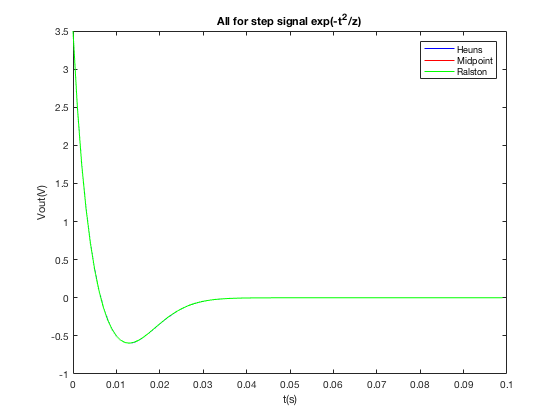 All for step signal exp(-t²/z)
3.5
3
2.5
2
1.5
1
0.5
0
-0.5
-1
Vout(V)
Heuns
Midpoint
Ralston
0 0.01 0.02 0.03 0.04 0.05 0.06 0.07 0.08 0.09 0.1
t(s)